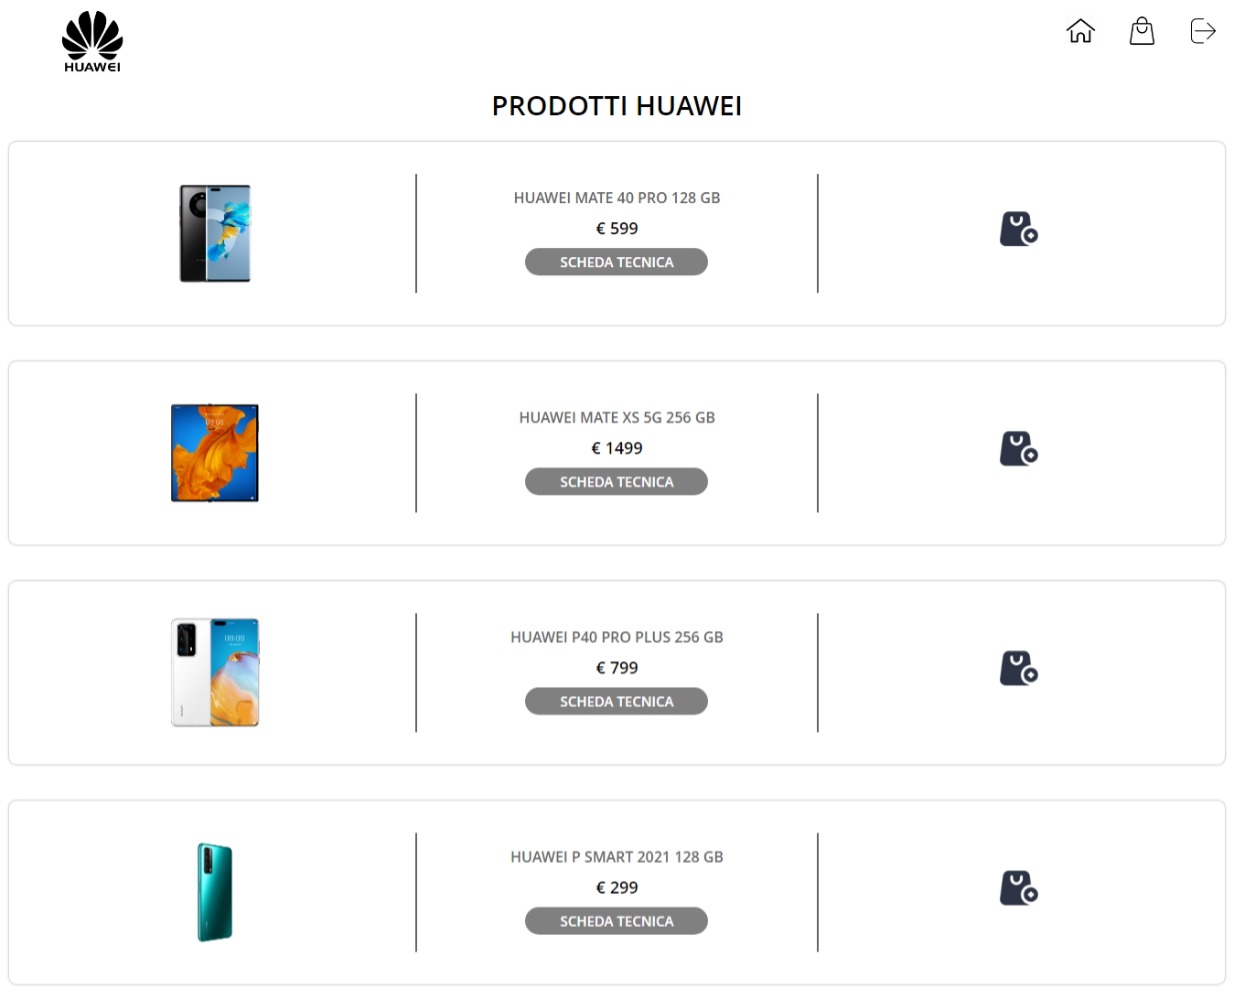 HUAWEI
PRODOTTI HUAWEI
HUAWEI MATE 40 PRO 128 GB
€ 599
SCHEDA TECNICA
HUAWEI MATE XS 5G 256 GB
€ 1499
SCHEDA TECNICA
HUAWEI P40 PRO PLUS 256 GB
€ 799
SCHEDA TECNICA
HUAWEI P SMART 2021 128 GB
€ 299
SCHEDA TECNICA